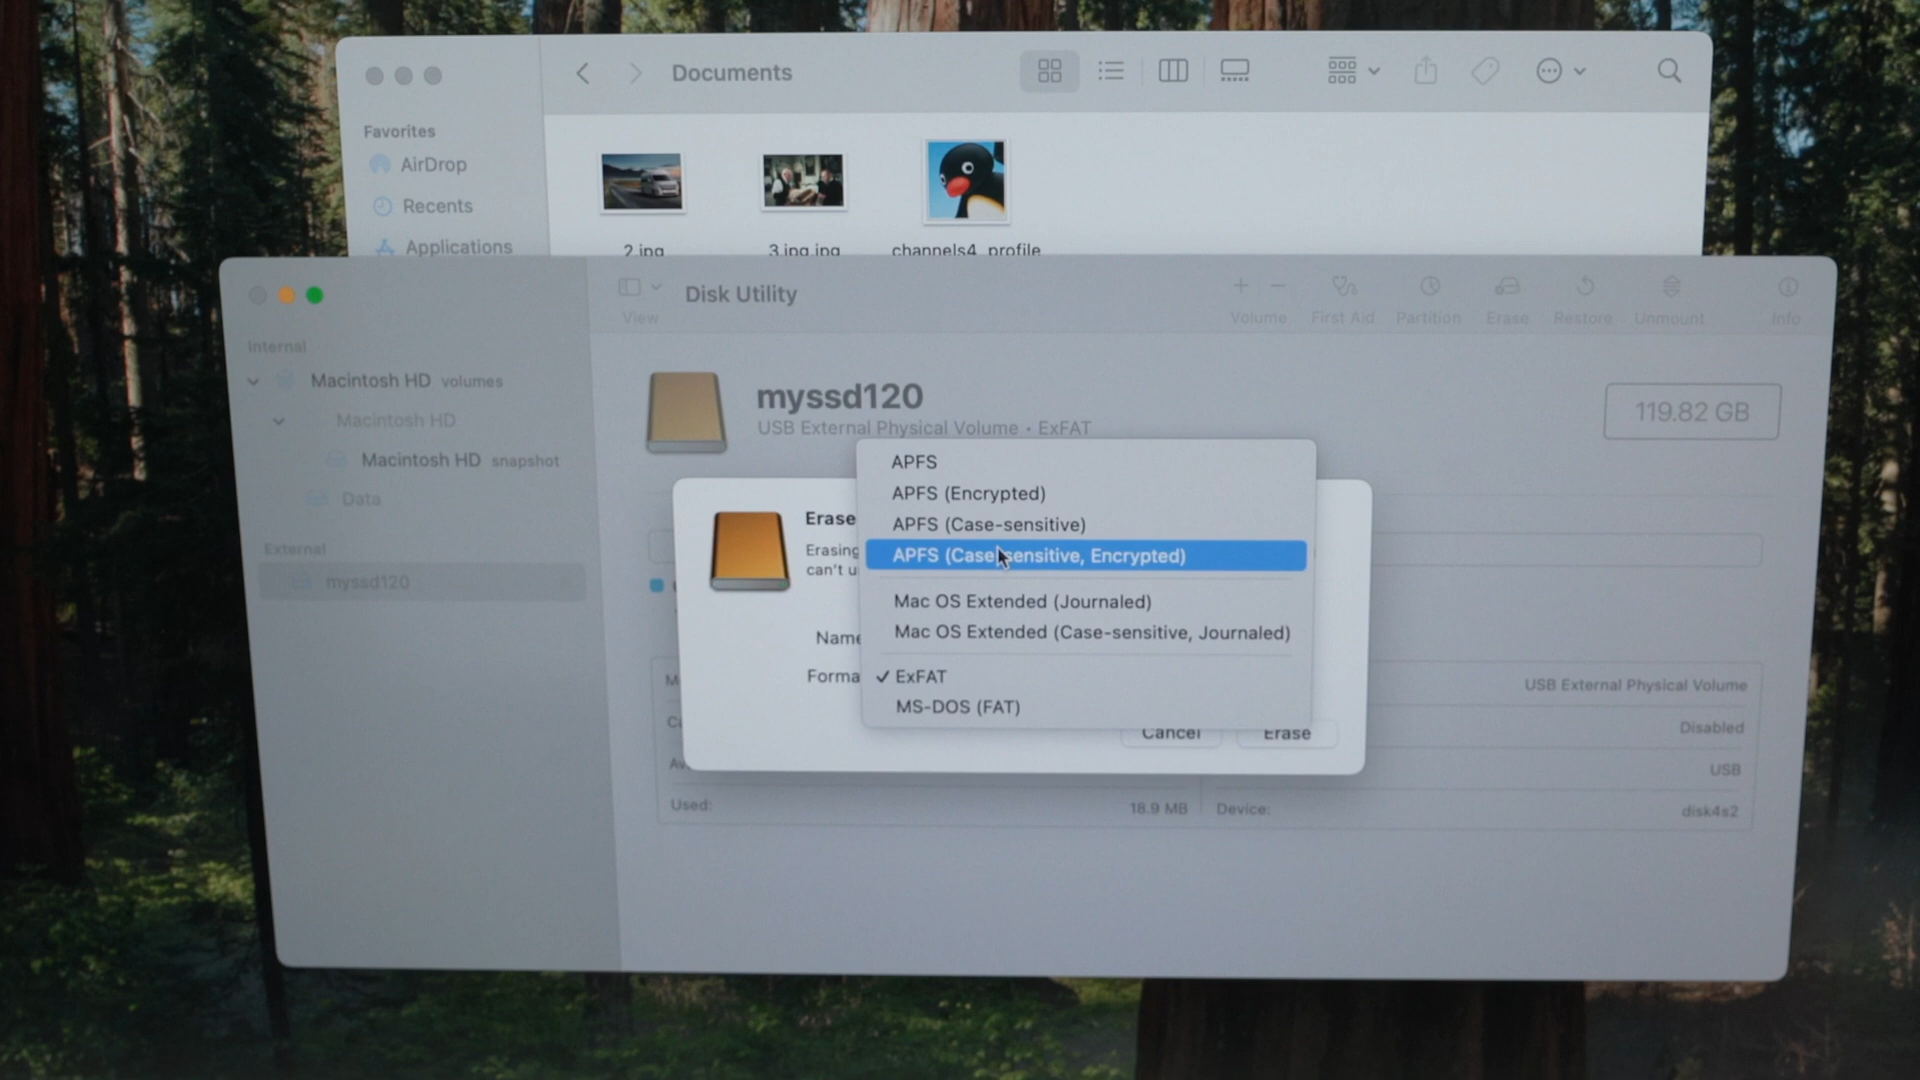 Documents
Favorites
AirDrop
Recents
Applications
2.jpg
3.jpg.jpg
channels4_profile
View
Disk Utility
Volume
First Aid
Partition
Erase
Restore
Unmount
Info
Internal
Macintosh HD volumes
Macintosh HD
Macintosh HD snapshot
Data
External
myssd120
myssd120
USB External Physical Volume • ExFAT
119.82 GB
Erase
Erasing
can't u
Name
Forma
APFS
APFS (Encrypted)
APFS (Case-sensitive)
APFS (Case-sensitive, Encrypted)
Mac OS Extended (Journaled)
Mac OS Extended (Case-sensitive, Journaled)
✓ ExFAT
MS-DOS (FAT)
Cancel
Erase
USB External Physical Volume
Disabled
USB
Used:
18.9 MB
Device:
disk4s2